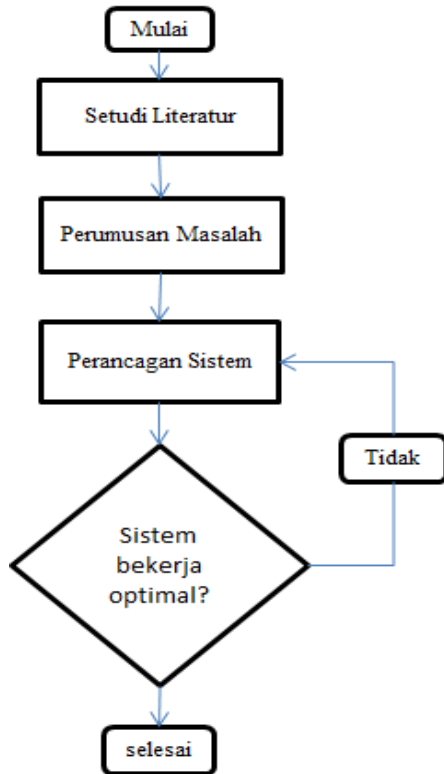 Mulai
Setudi Literatur
Perumusan Masalah
Perancagan Sistem
Tidak
Sistem
bekerja
optimal?
selesai